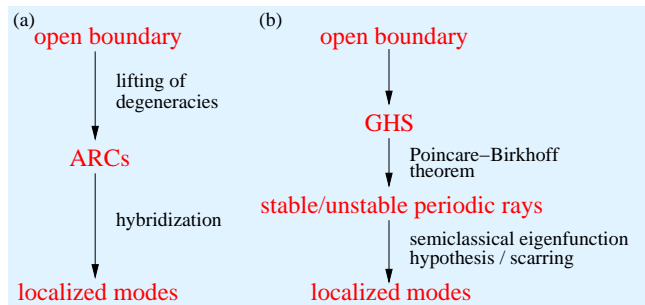 (a)
open boundary
lifting of
degeneracies
ARCs
hybridization
localized modes
(b)
open boundary
GHS
Poincare−Birkhoff
theorem
stable/unstable periodic rays
semiclassical eigenfunction
hypothesis / scarring
localized modes